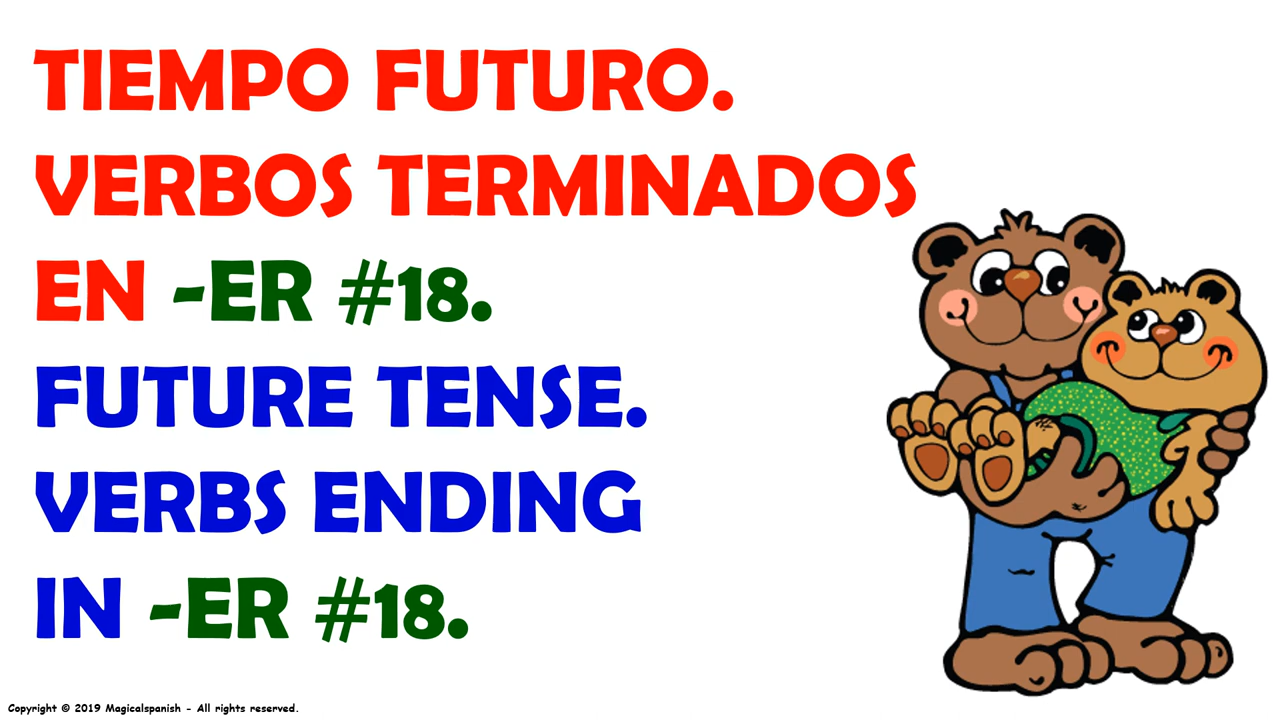 TIEMPO FUTURO.
VERBOS TERMINADOS
EN -ER #18.
FUTURE TENSE.
VERBS ENDING
IN -ER #18.
Copyright © 2019 Magicalspanish - All rights reserved.